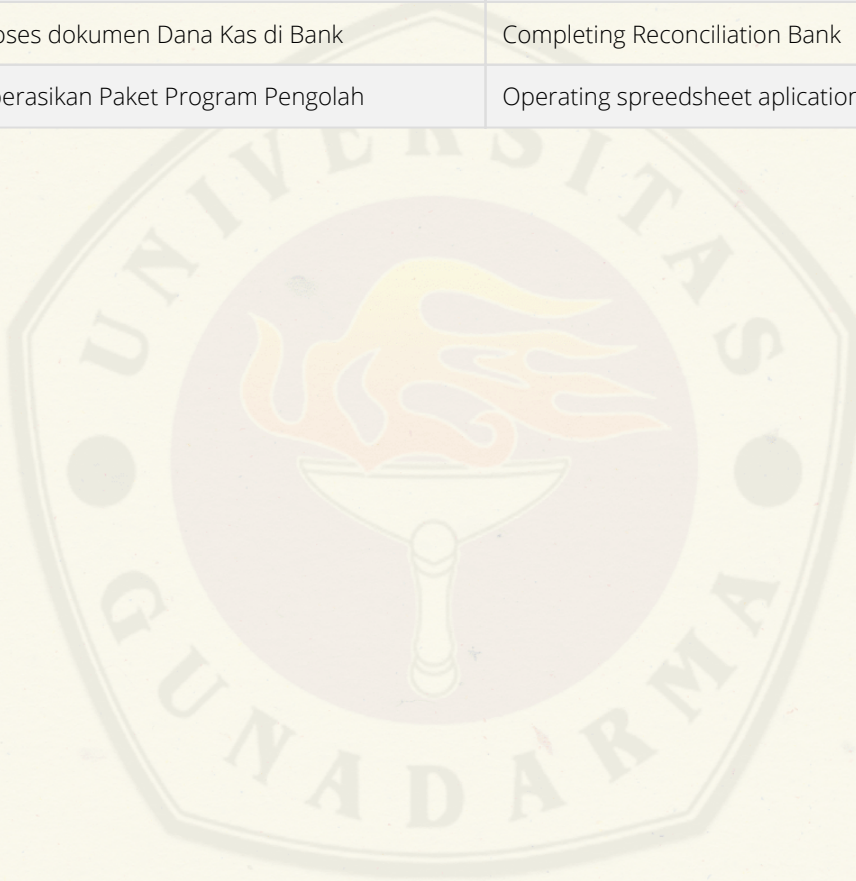 oses dokumen Dana Kas di Bank
Completing Reconciliation Bank
erasikan Paket Program Pengolah
Operating spreedsheet aplication
UNIVERSITAS
GUNADARMA